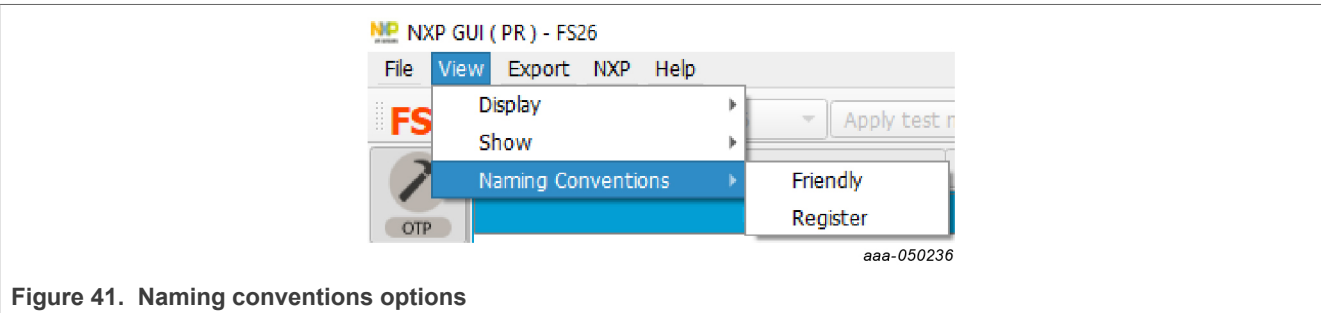 NXP GUI ( PR ) - FS26
File View Export NXP Help
FS
Apply test
Display
Show
Naming Conventions
Friendly
Register
OTP
aaa-050236
Figure 41. Naming conventions options